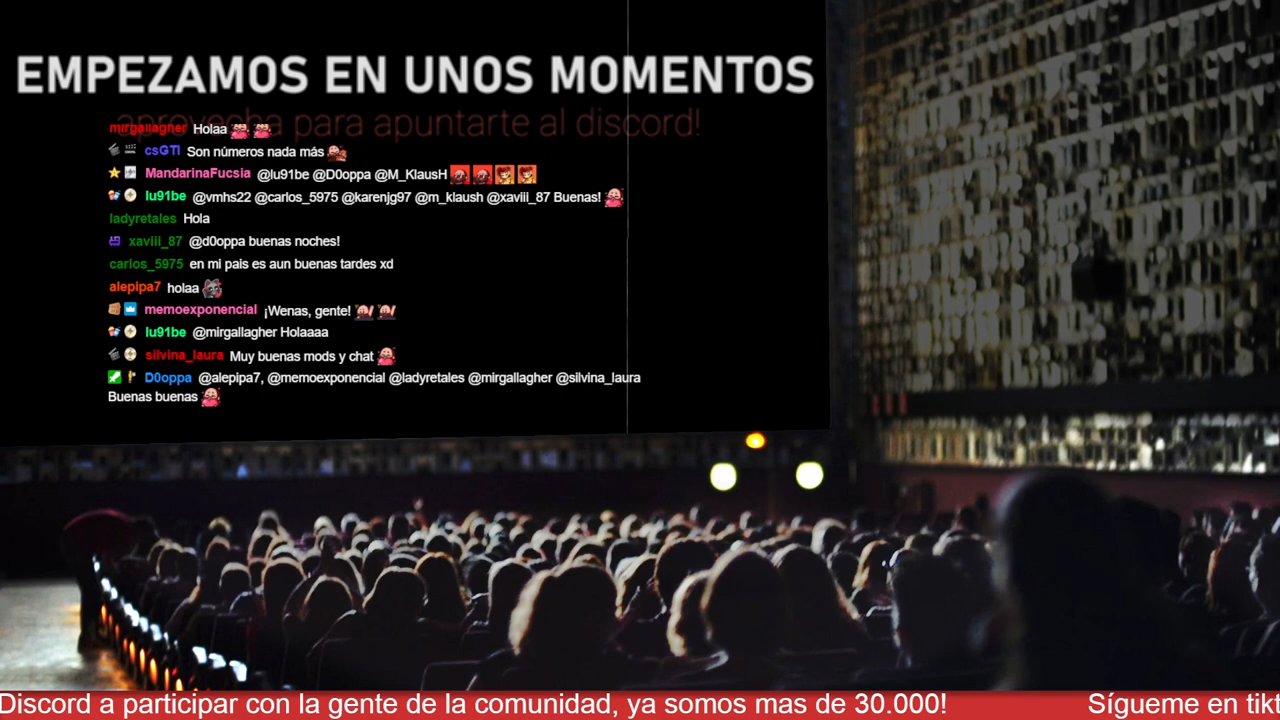 EMPEZAMOS EN UNOS MOMENTOS
aprovecha para apuntarte al discord!
mirgallagher Holaa
csGTI Son números nada más
MandarinaFucsia @lu91be @D0oppa @M_KlausH
lu91be @vmhs22 @carlos_5975 @karenjg97 @m_klaush @xaviii_87 Buenas!
ladyretales Hola
xaviii_87 @d0oppa buenas noches!
carlos_5975 en mi pais es aun buenas tardes xd
alepipa7 holaa
memoexponencial ¡Wenas, gente!
lu91be @mirgallagher Holaaaa
silvina_laura Muy buenas mods y chat
D0oppa @alepipa7, @memoexponencial @ladyretales @mirgallagher @silvina_laura
Buenas buenas
Discord a participar con la gente de la comunidad, ya somos mas de 30.000! Sígueme en tikt